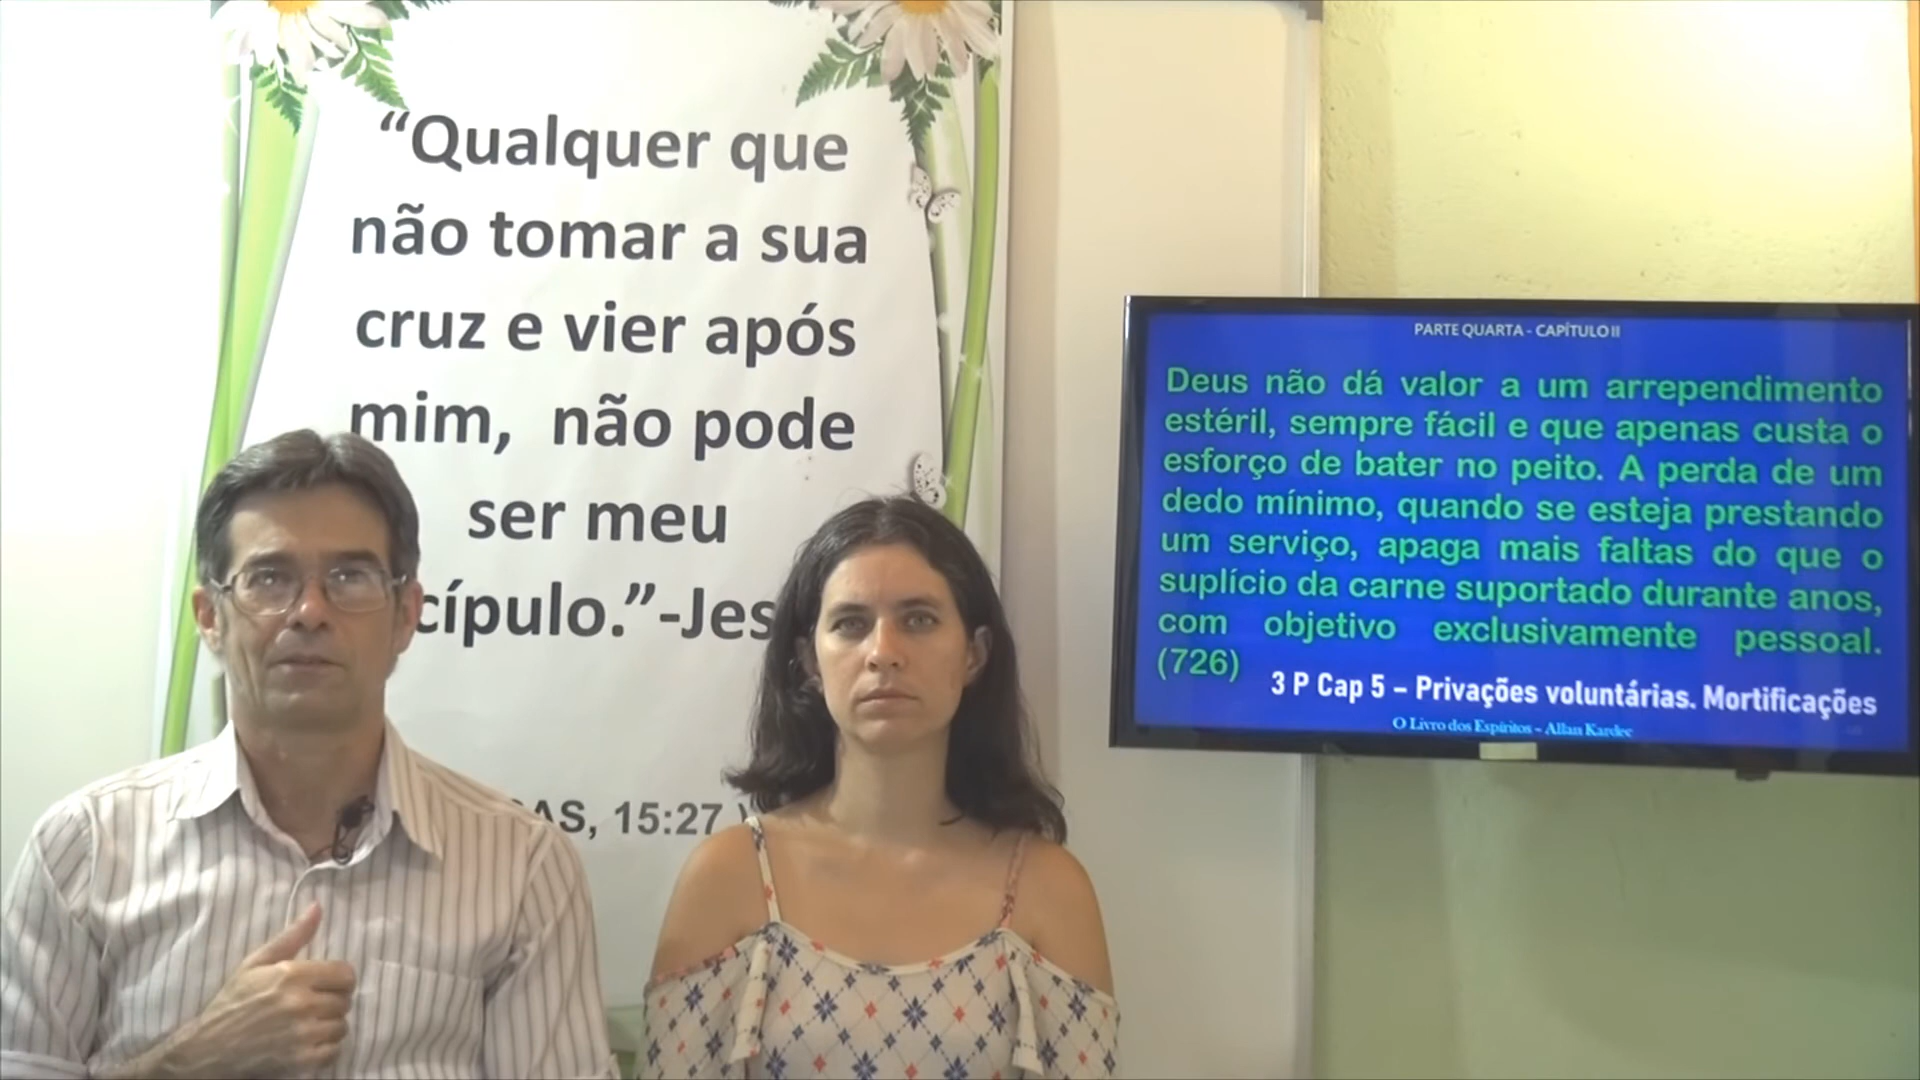 “Qualquer que
não tomar a sua
cruz e vier após
mim, não pode
ser meu
cípulo.”-Jes
AS, 15:27 )
PARTE QUARTA - CAPÍTULO II
Deus não dá valor a um arrependimento
estéril, sempre fácil e que apenas custa o
esforço de bater no peito. A perda de um
dedo mínimo, quando se esteja prestando
um serviço, apaga mais faltas do que o
suplício da carne suportado durante anos,
com objetivo exclusivamente pessoal.
(726)
3 P Cap 5 – Privações voluntárias. Mortificações
O Livro dos Espíritos - Allan Kardec